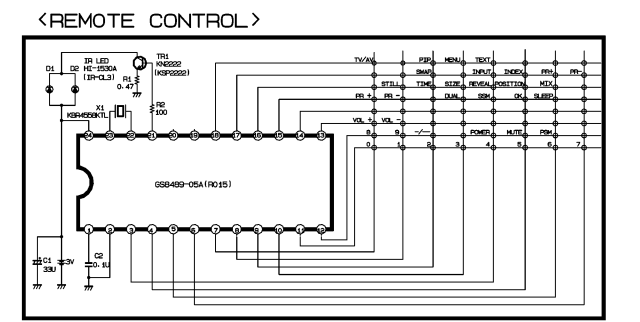 <REMOTE CONTROL>
IR LED
HI-1530A
(IR-CL3)
D1 D2
TR1
KN2222
(KSP2222)
R1
0.47
R2
100
X1
KBR455BKTL
TV/AV PIP MENU TEXT
SWAP INPUT INDEX PR+ PR-
STILL TIME SIZE REVEAL POSITION MIX
PR + PR - DUAL SSM OK SLEEP
VOL + VOL -
8 9 -/-- POWER MUTE PSM
0 1 2 3 4 5 6 7
24 23 22 21 20 19 18 17 16 15 14 13
GS8489-05A(R015)
1 2 3 4 5 6 7 8 9 10 11 12
C1
33U
3V
C2
0.1U